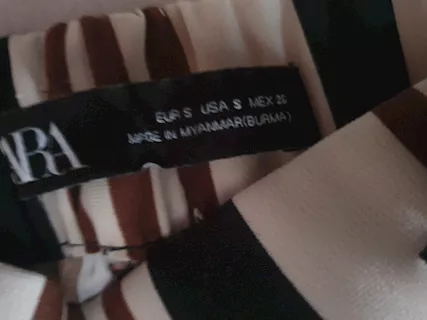 ARA
EUR S USA S MEX 26
MADE IN MYANMAR(BURMA)